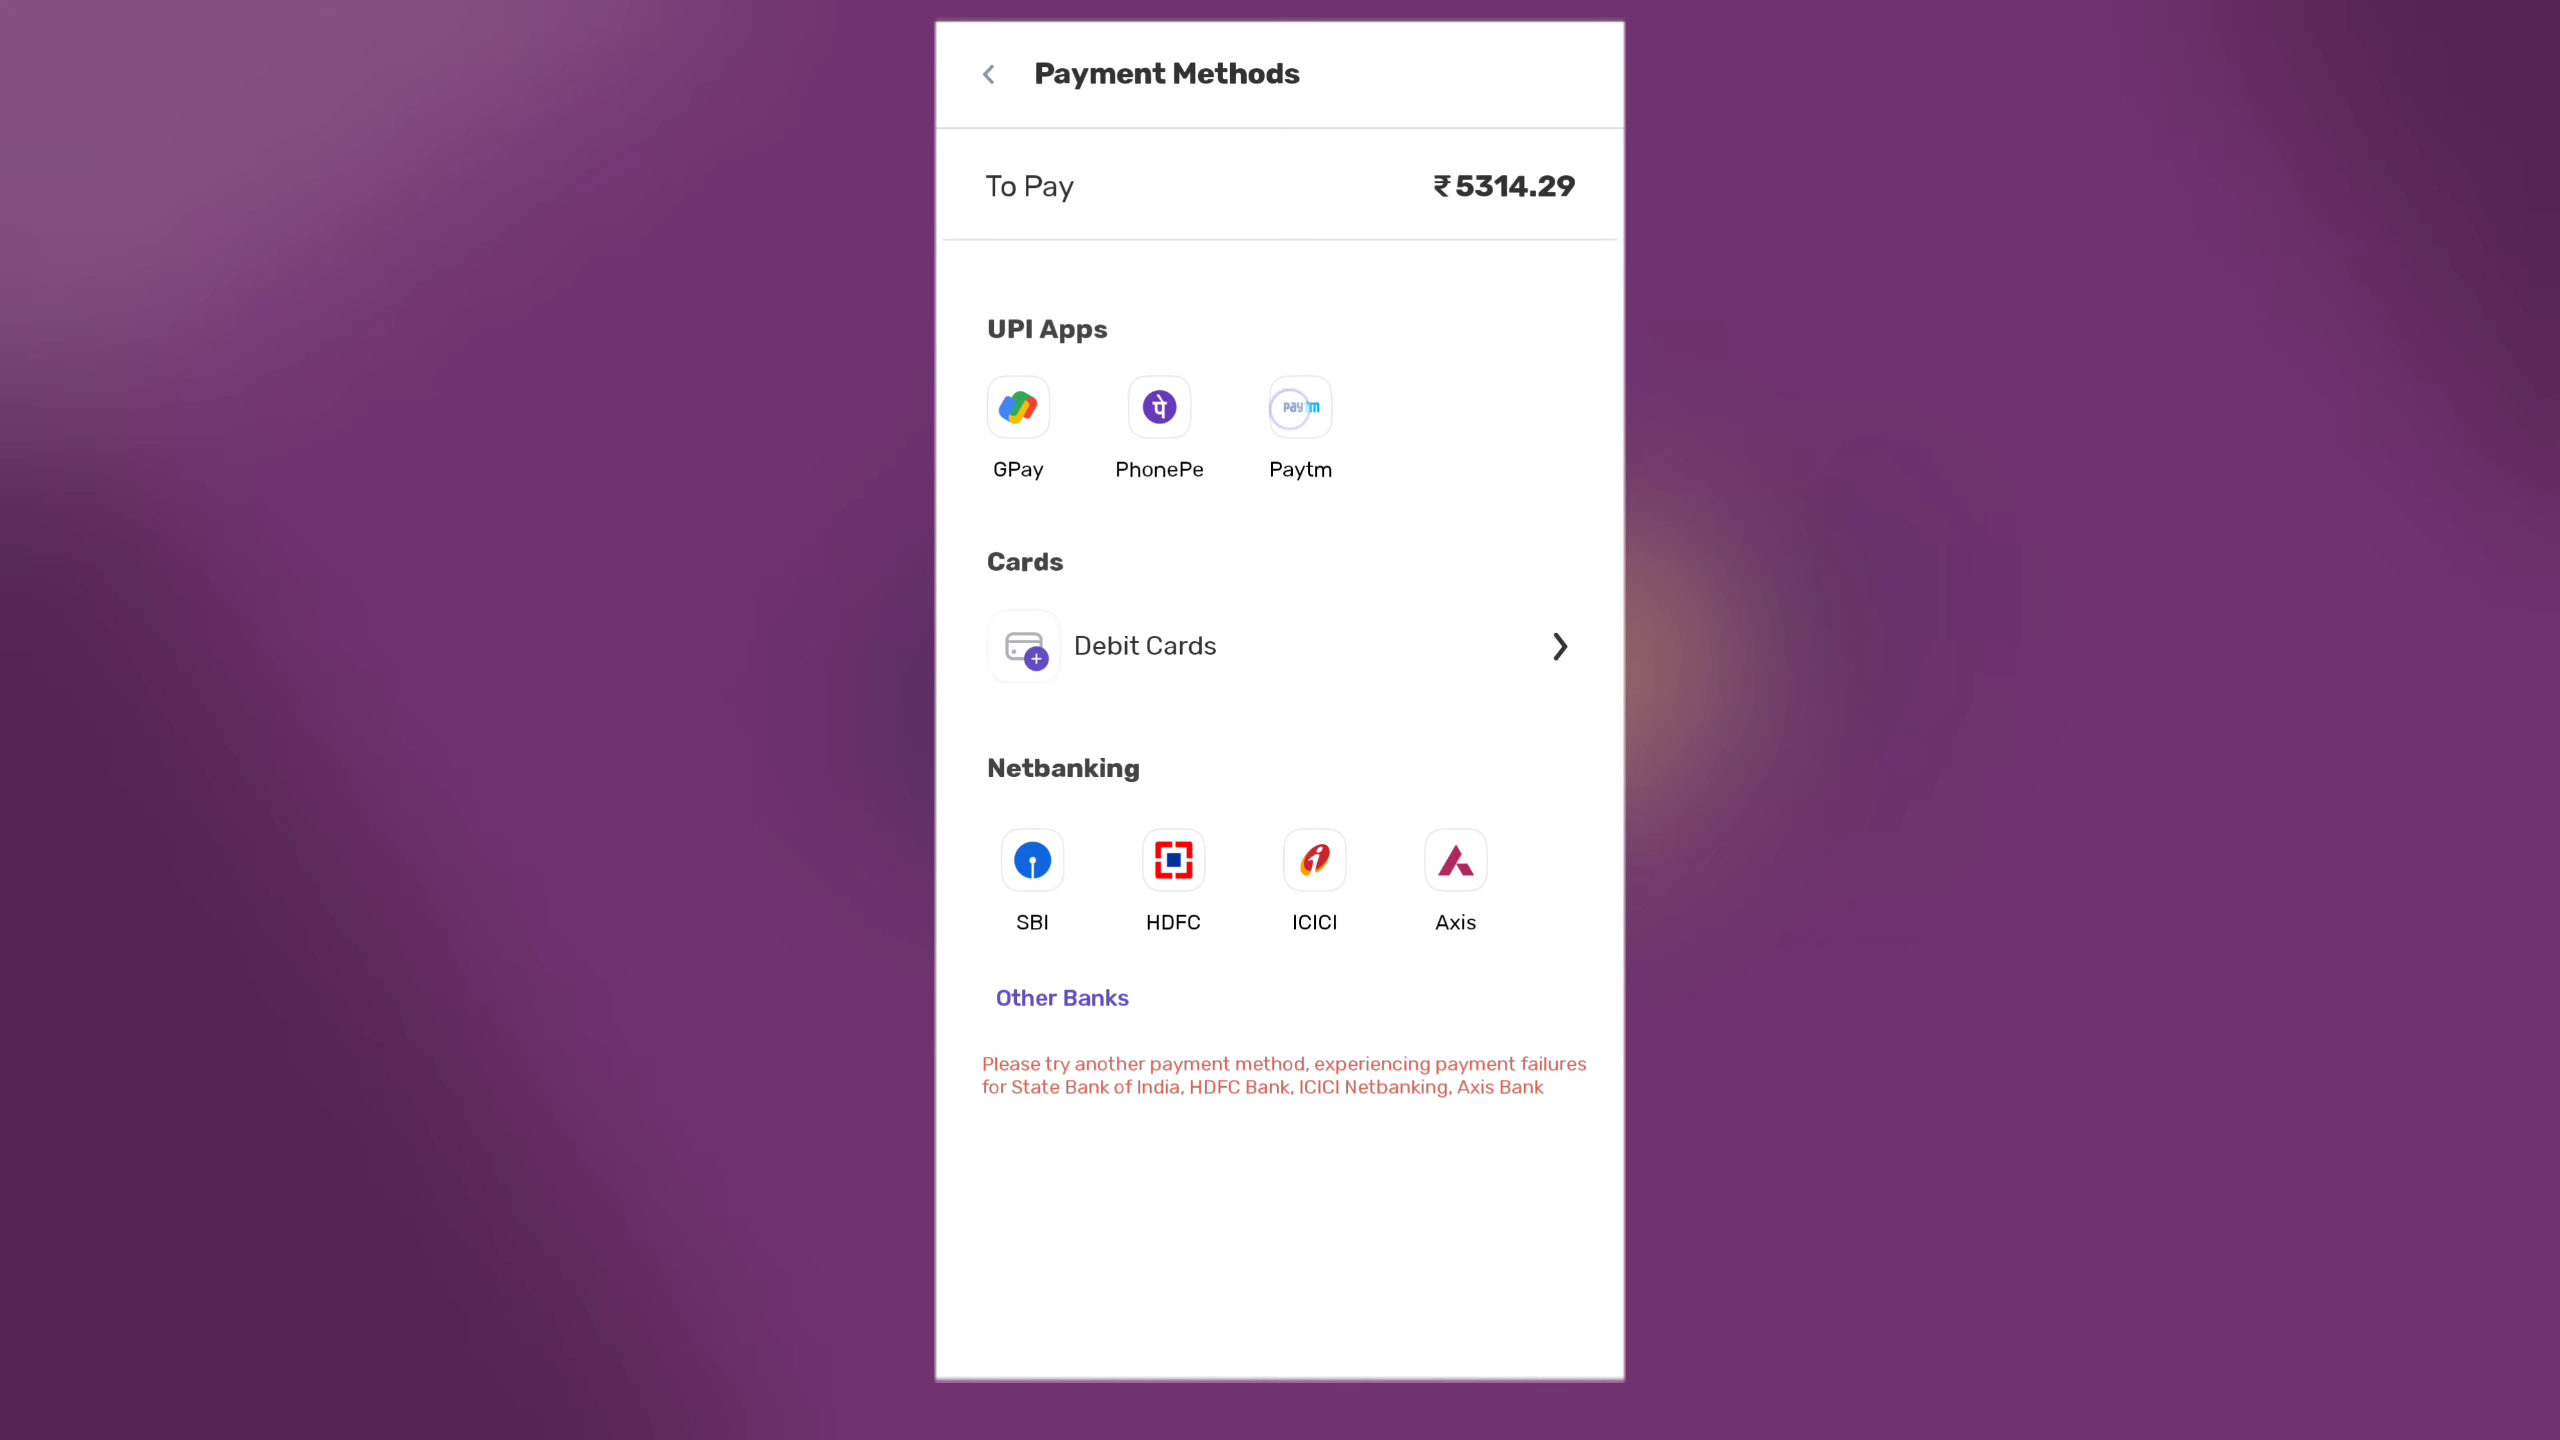 Payment Methods
To Pay
₹5314.29
UPI Apps
पे
paytm
GPay
PhonePe
Paytm
Cards
Debit Cards
Netbanking
SBI
HDFC
ICICI
Axis
Other Banks
Please try another payment method, experiencing payment failures
for State Bank of India, HDFC Bank, ICICI Netbanking, Axis Bank